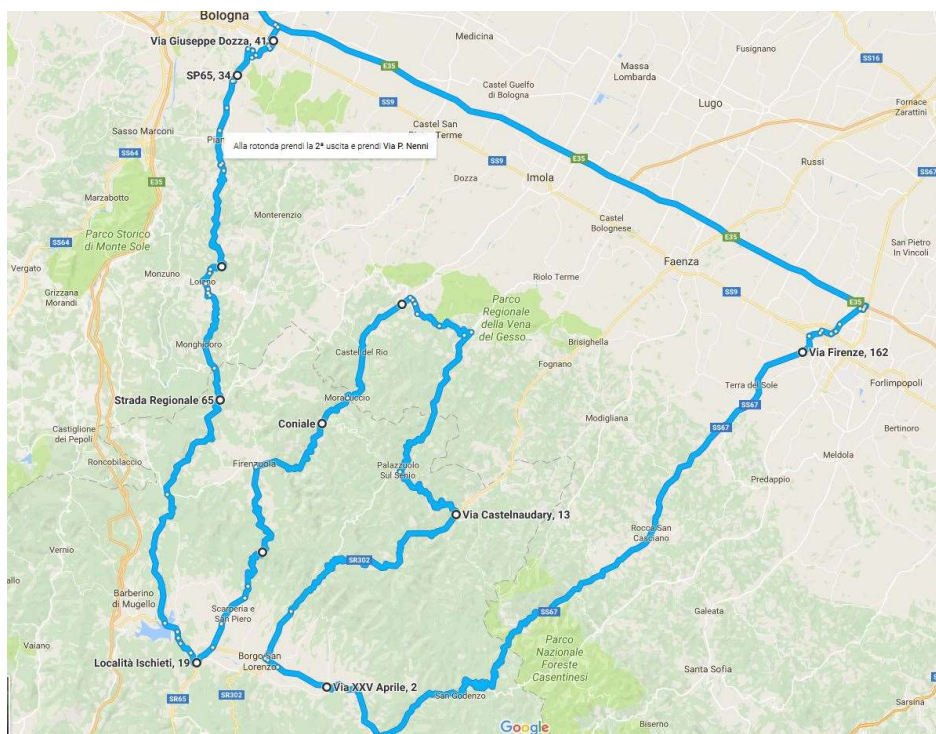 Bologna
Medicina
Via Giuseppe Dozza, 41
Fusignano
SS16
E35
Massa
Lombarda
SP65, 34
Castel Guelfo
di Bologna
Lugo
SS9
Fornace
Zarattini
Sasso Marconi
Castel San
Terme
SS64
Alla rotonda prendi la 2ª uscita e prendi Via P. Nenni
E35
SS9
Russi
E35
SS67
Dozza
Imola
Marzabotto
Monterenzio
Castel
Bolognese
Parco Storico
di Monte Sole
SS64
E35
San Pietro
In Vincoli
Faenza
Vergato
Monzuno
Loiano
Riolo Terme
Grizzana
Morandi
SS9
E35
Parco
Regionale
della Vena
del Gesso...
Brisighella
Monghidoro
Castel del Rio
Via Firenze, 162
Fognano
Terra del Sole
Forlimpopoli
Strada Regionale 65
Moraduccio
SS67
Modigliana
Coniale
SS67
Bertinoro
Castiglione
dei Pepoli
Roncobilaccio
Firenzuola
Palazzuolo
Sul Senio
Meldola
Predappio
Via Castelnaudary, 13
Rocca San
Casciano
Vernio
SR302
Barberino
di Mugello
Scarperia e
San Piero
SS67
Galeata
Vaiano
Parco
Nazionale
Foreste
Casentinesi
Borgo San
Lorenzo
Località Ischieti, 19
Santa Sofia
Via XXV Aprile, 2
San Godenzo
SR65
SR302
Sarsina
Google
Biserno